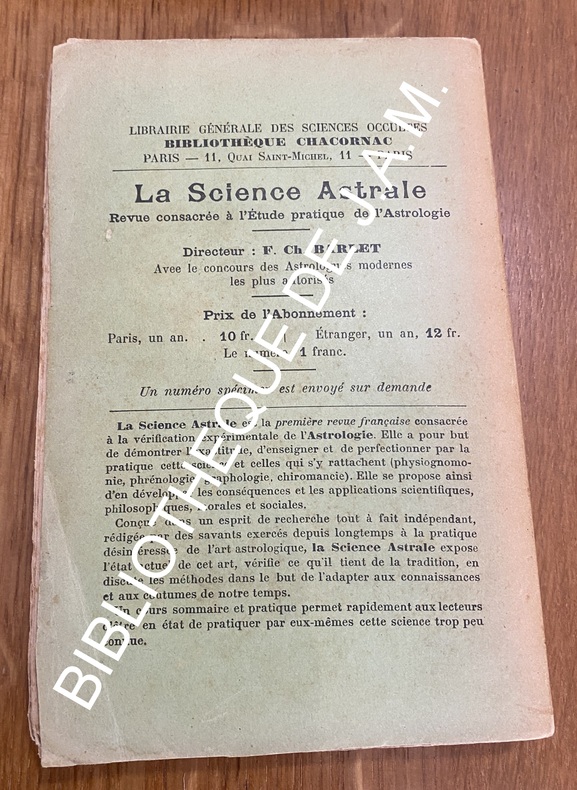 LIBRAIRIE GÉNÉRALE DES SCIENCES OCCULTES
BIBLIOTHÈQUE CHACORNAC
PARIS — 11, Quai Saint-Michel, 11 — PARIS
La Science Astrale
Revue consacrée à l'Étude pratique de l'Astrologie
Directeur : F. Ch. BARLET
Avec le concours des Astrologues modernes
les plus autorisés
Prix de l'Abonnement :
Paris, un an. . 10 fr. | Étranger, un an, 12 fr.
Le numéro, 1 franc.
Un numéro spécimen est envoyé sur demande
La Science Astrale est la première revue française consacrée
à la vérification expérimentale de l'Astrologie. Elle a pour but
de démontrer l'exactitude, d'enseigner et de perfectionner par la
pratique cette science et celles qui s'y rattachent (physiognomo-
nie, phrénologie, graphologie, chiromancie). Elle se propose ainsi
d'en développer les conséquences et les applications scientifiques,
philosophiques, morales et sociales.
Conçue dans un esprit de recherche tout à fait indépendant,
rédigée par des savants exercés depuis longtemps à la pratique
désintéressée de l'art astrologique, la Science Astrale expose
l'état actuel de cet art, vérifie ce qu'il tient de la tradition, en
discute les méthodes dans le but de l'adapter aux connaissances
et aux coutumes de notre temps.
Un cours sommaire et pratique permet rapidement aux lecteurs
d'être en état de pratiquer par eux-mêmes cette science trop peu
connue.
BIBLIOTHEQUE DE J.A.M.